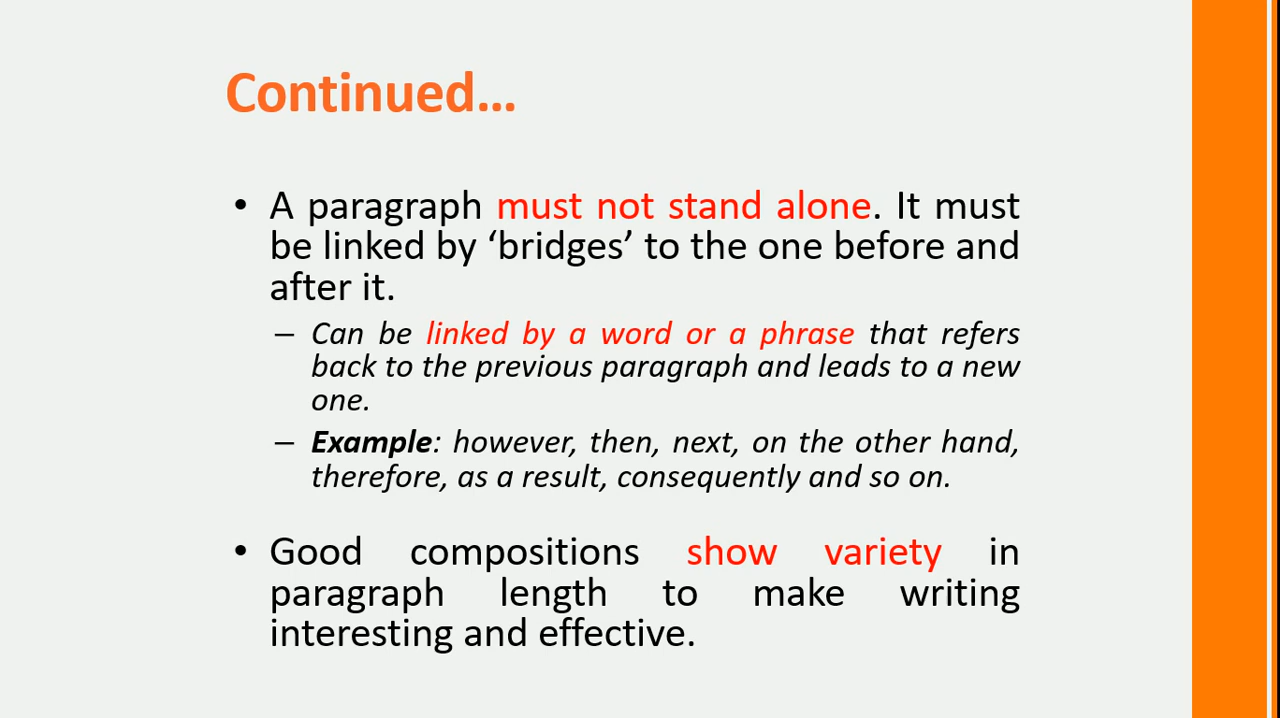 Continued…
• A paragraph must not stand alone. It must
be linked by ‘bridges’ to the one before and
after it.
– Can be linked by a word or a phrase that refers
back to the previous paragraph and leads to a new
one.
– Example: however, then, next, on the other hand,
therefore, as a result, consequently and so on.
• Good compositions show variety in
paragraph length to make writing
interesting and effective.